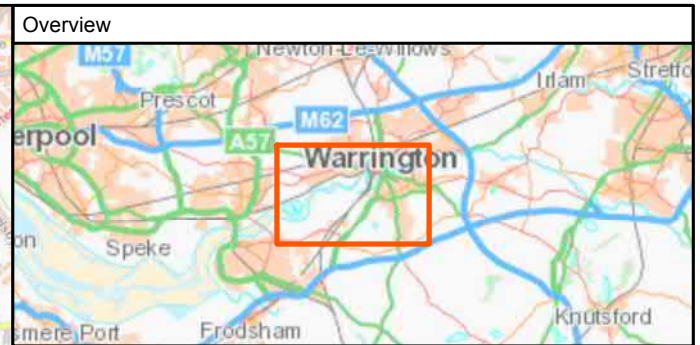 Overview
M57
Newton-Le-Willows
Irlam
Stretfo
Prescot
M62
erpool
A57
Warrington
on
Speke
smere Port
Frodsham
Knutsford